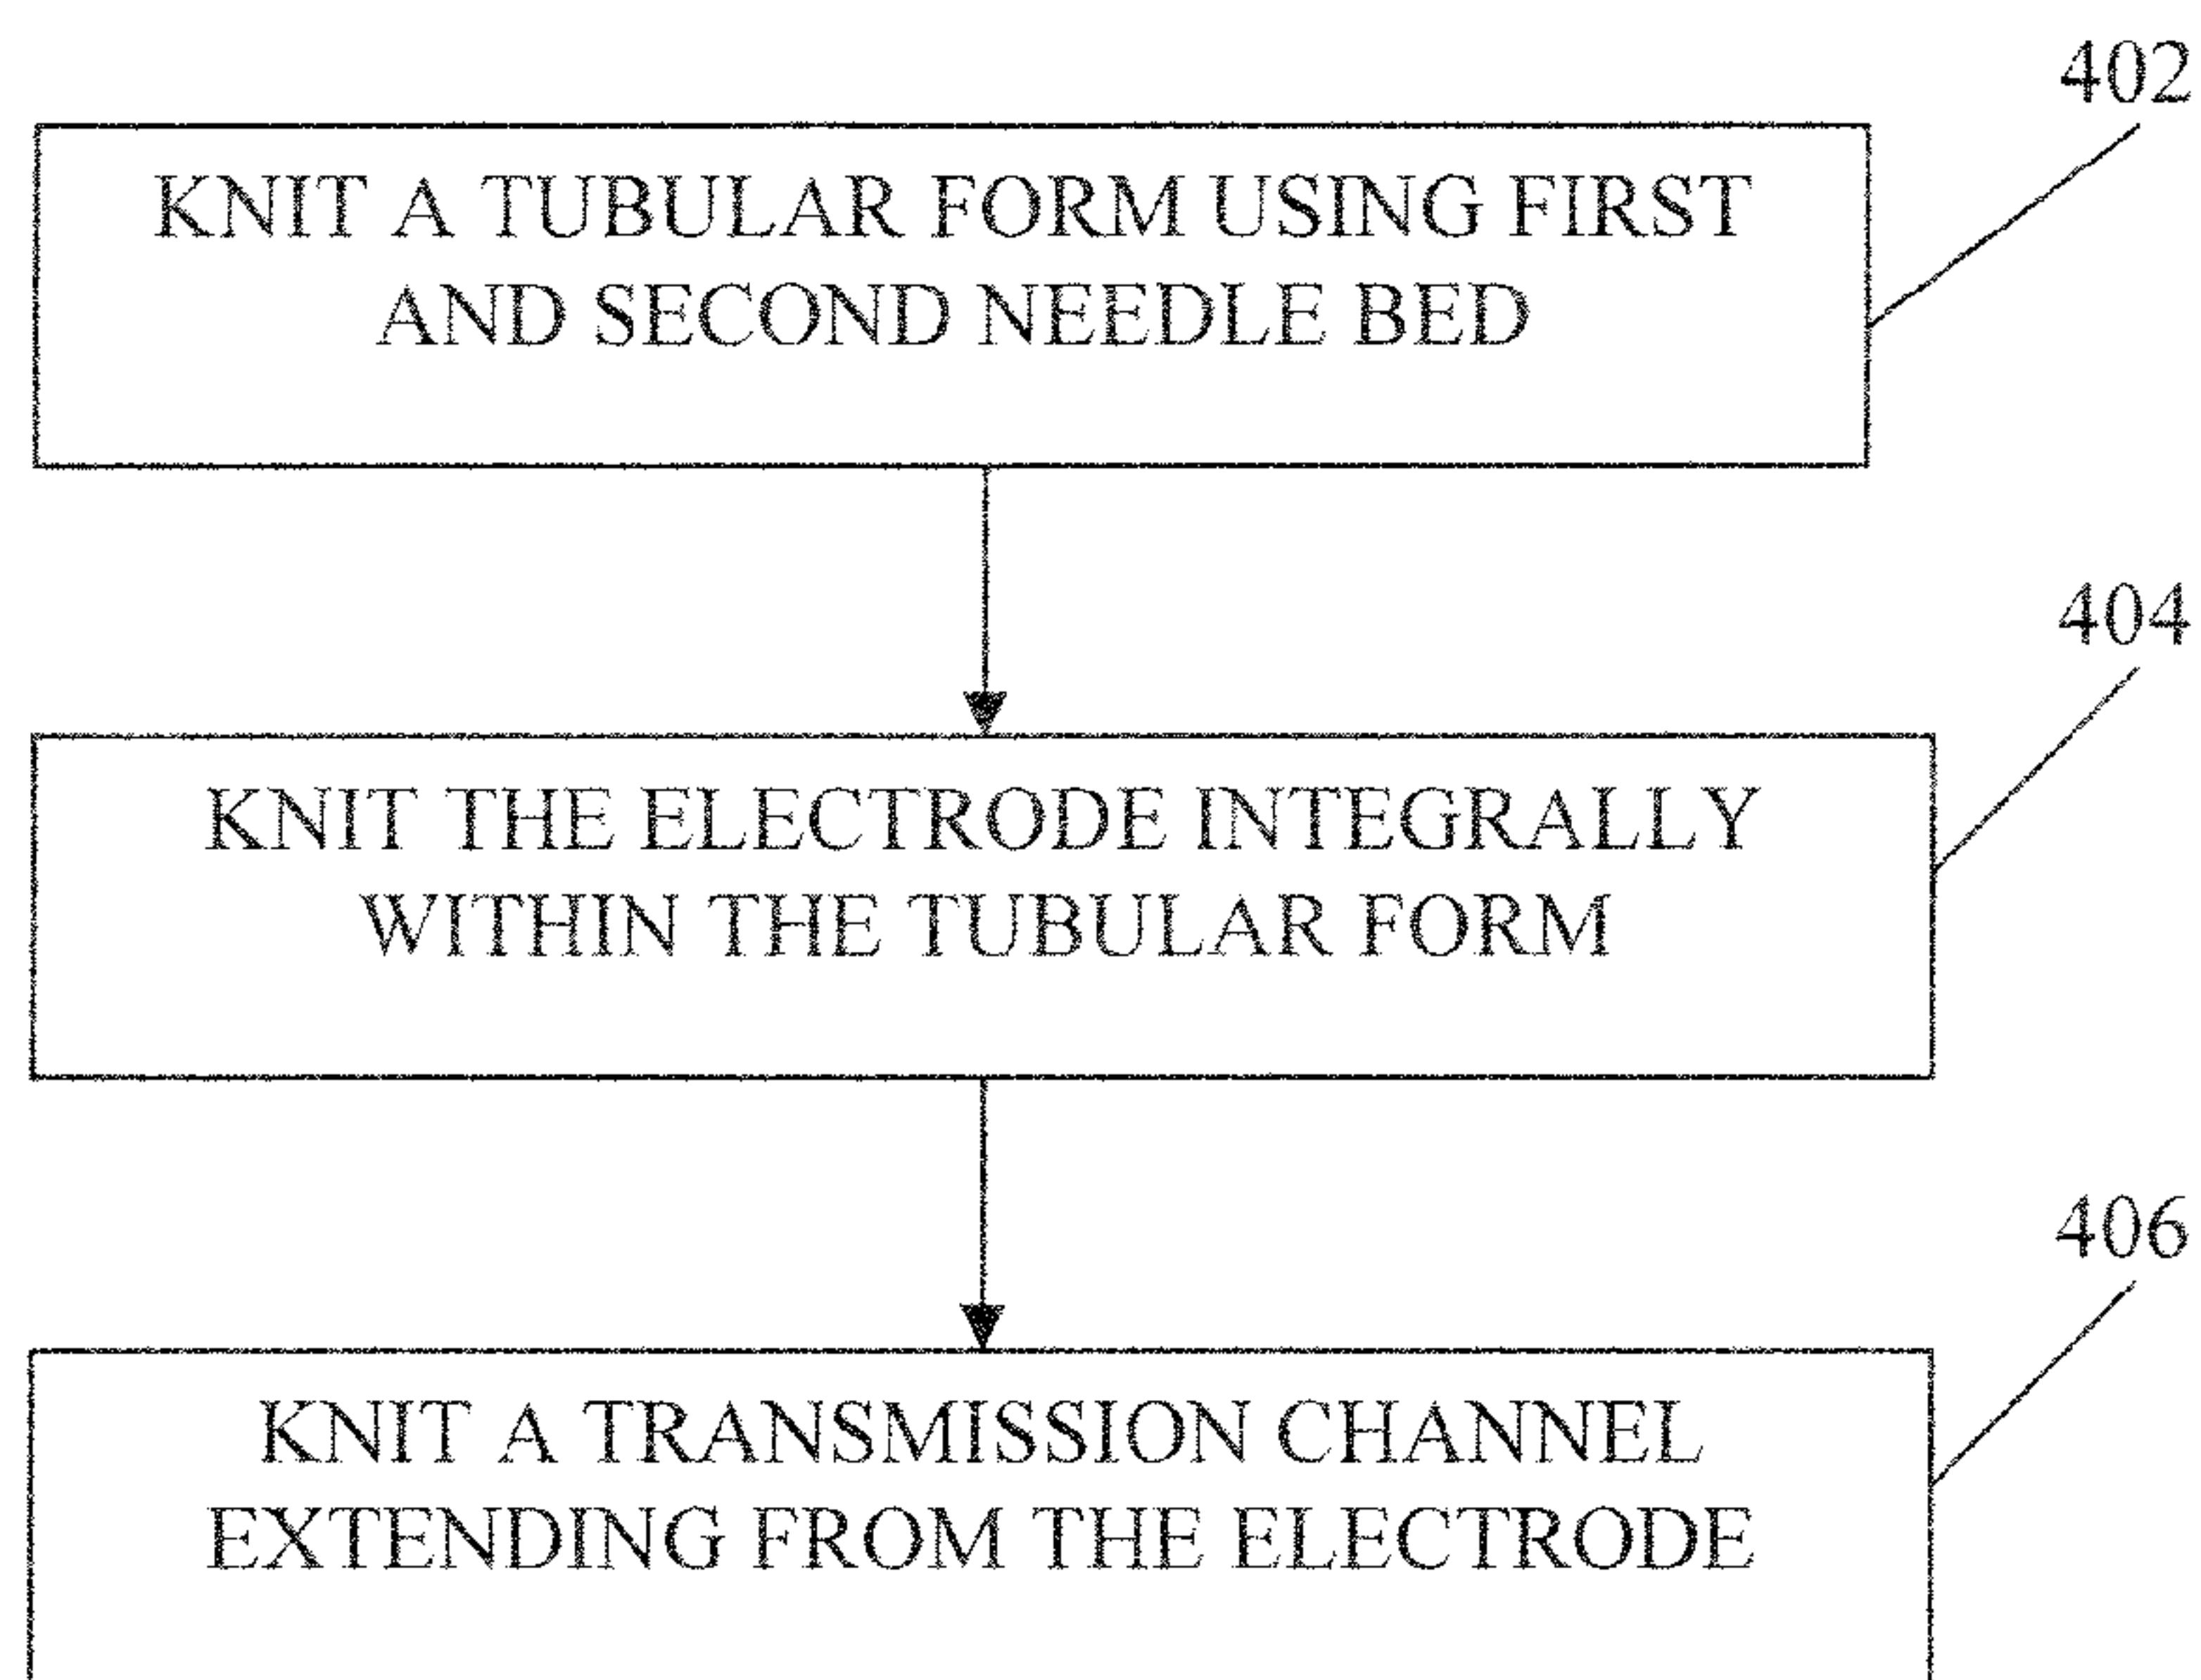 402
KNIT A TUBULAR FORM USING FIRST
AND SECOND NEEDLE BED
404
KNIT THE ELECTRODE INTEGRALLY
WITHIN THE TUBULAR FORM
406
KNIT A TRANSMISSION CHANNEL
EXTENDING FROM THE ELECTRODE